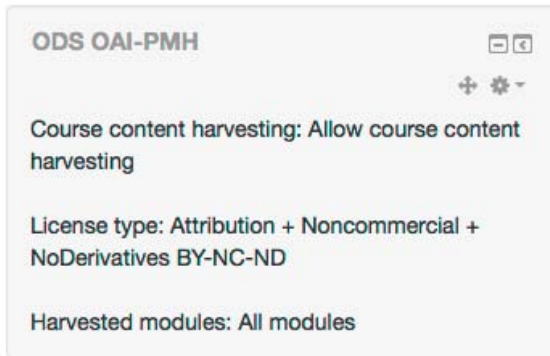 ODS OAI-PMH
Course content harvesting: Allow course content
harvesting
License type: Attribution + Noncommercial +
NoDerivatives BY-NC-ND
Harvested modules: All modules